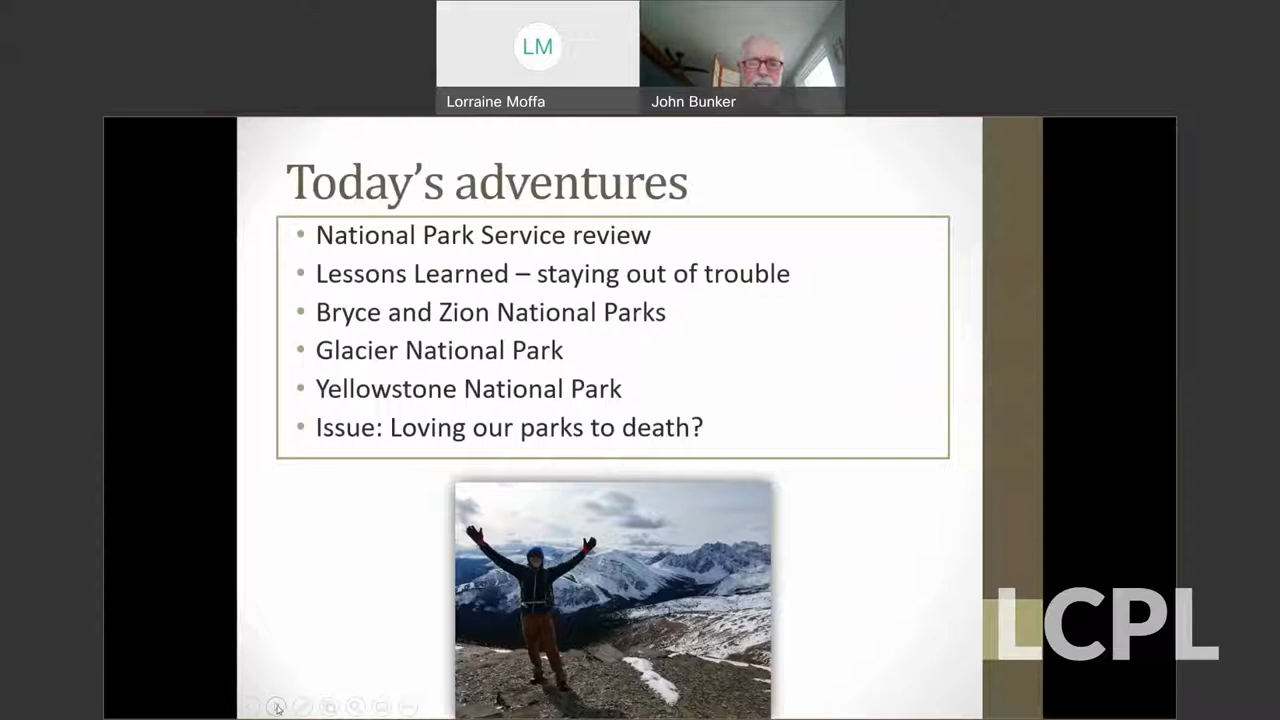 LM
Lorraine Moffa
John Bunker
Today's adventures
• National Park Service review
• Lessons Learned – staying out of trouble
• Bryce and Zion National Parks
• Glacier National Park
• Yellowstone National Park
• Issue: Loving our parks to death?
LCPL